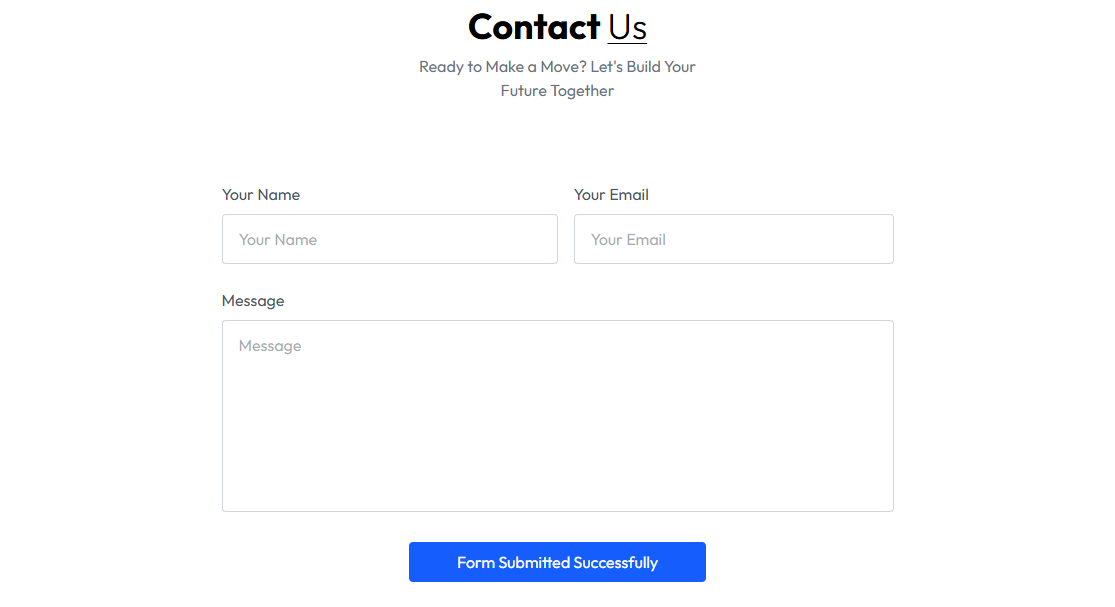 Contact Us
Ready to Make a Move? Let's Build Your
Future Together
Your Name
Your Email
Your Name
Your Email
Message
Message
Form Submitted Successfully